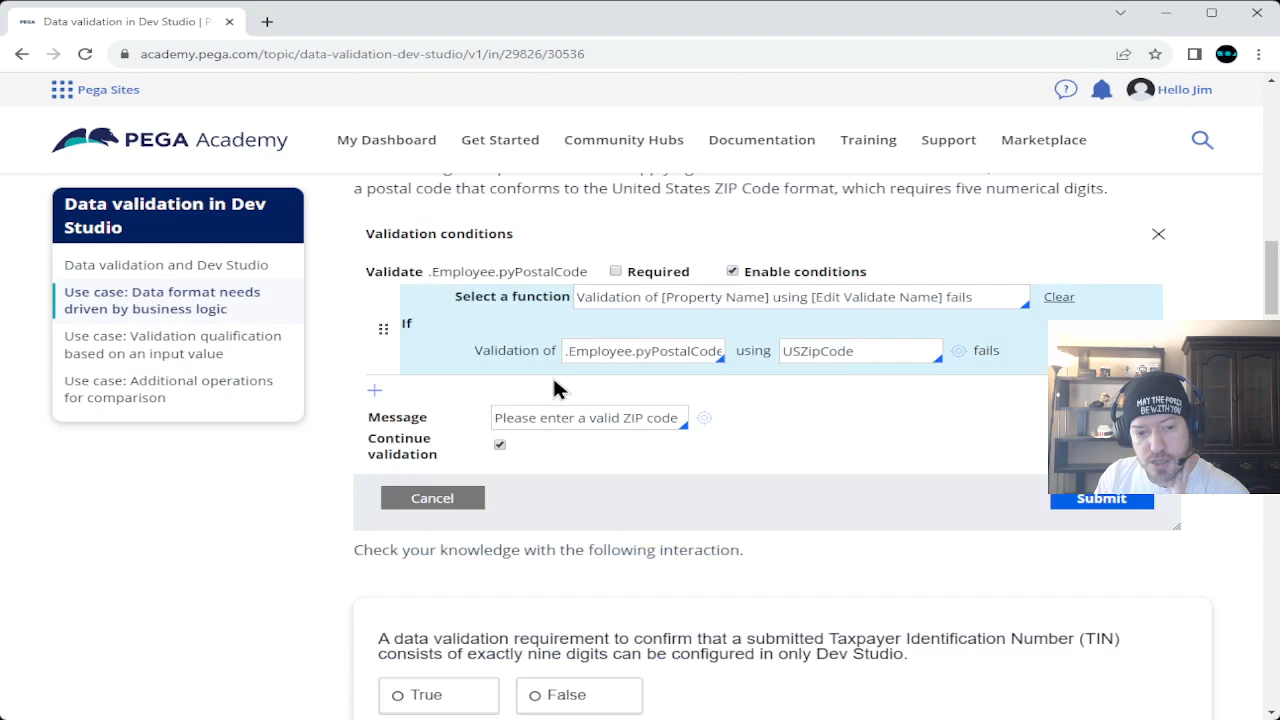 PEGA Data validation in Dev Studio | P
academy.pega.com/topic/data-validation-dev-studio/v1/in/29826/30536
Pega Sites
Hello Jim
PEGA Academy
My Dashboard Get Started Community Hubs Documentation Training Support Marketplace
Data validation in Dev
Studio
Data validation and Dev Studio
Use case: Data format needs
driven by business logic
Use case: Validation qualification
based on an input value
Use case: Additional operations
for comparison
a postal code that conforms to the United States ZIP Code format, which requires five numerical digits.
Validation conditions
Validate .Employee.pyPostalCode Required Enable conditions
Select a function Validation of [Property Name] using [Edit Validate Name] fails Clear
If
Validation of .Employee.pyPostalCode using USZipCode fails
Message Please enter a valid ZIP code
Continue
validation
Cancel Submit
MAY THE FORCE
BE WITH YOU
Check your knowledge with the following interaction.
A data validation requirement to confirm that a submitted Taxpayer Identification Number (TIN)
consists of exactly nine digits can be configured in only Dev Studio.
True False